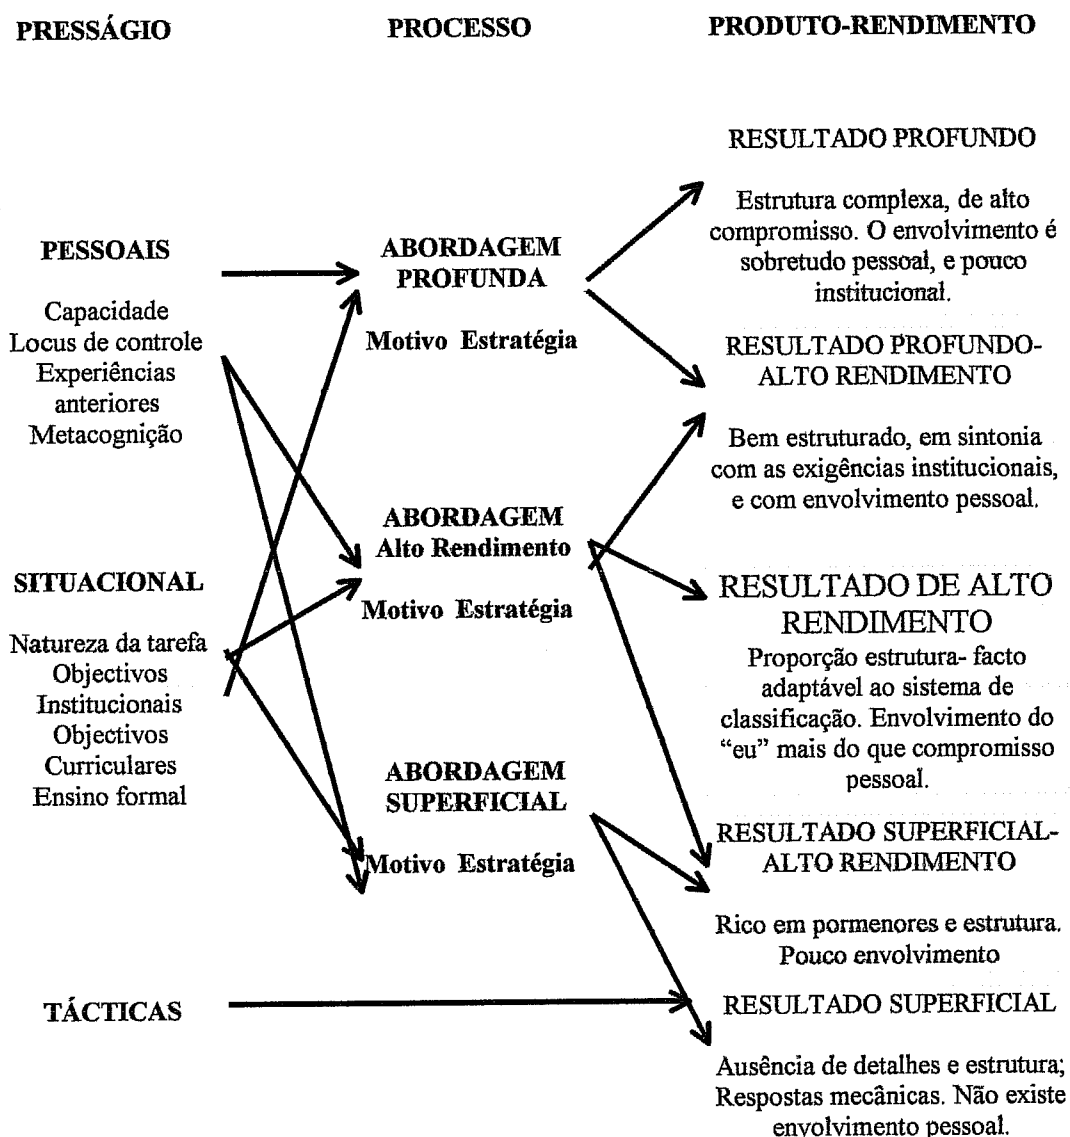 PRESSÁGIO
PROCESSO
PRODUTO-RENDIMENTO
PESSOAIS
Capacidade
Locus de controle
Experiências
anteriores
Metacognição
SITUACIONAL
Natureza da tarefa
Objectivos
Institucionais
Objectivos
Curriculares
Ensino formal
TÁCTICAS
ABORDAGEM
PROFUNDA
Motivo Estratégia
ABORDAGEM
Alto Rendimento
Motivo Estratégia
ABORDAGEM
SUPERFICIAL
Motivo Estratégia
RESULTADO PROFUNDO
Estrutura complexa, de alto
compromisso. O envolvimento é
sobretudo pessoal, e pouco
institucional.
RESULTADO PROFUNDO-
ALTO RENDIMENTO
Bem estruturado, em sintonia
com as exigências institucionais,
e com envolvimento pessoal.
RESULTADO DE ALTO
RENDIMENTO
Proporção estrutura- facto
adaptável ao sistema de
classificação. Envolvimento do
“eu” mais do que compromisso
pessoal.
RESULTADO SUPERFICIAL-
ALTO RENDIMENTO
Rico em pormenores e estrutura.
Pouco envolvimento
RESULTADO SUPERFICIAL
Ausência de detalhes e estrutura;
Respostas mecânicas. Não existe
envolvimento pessoal.